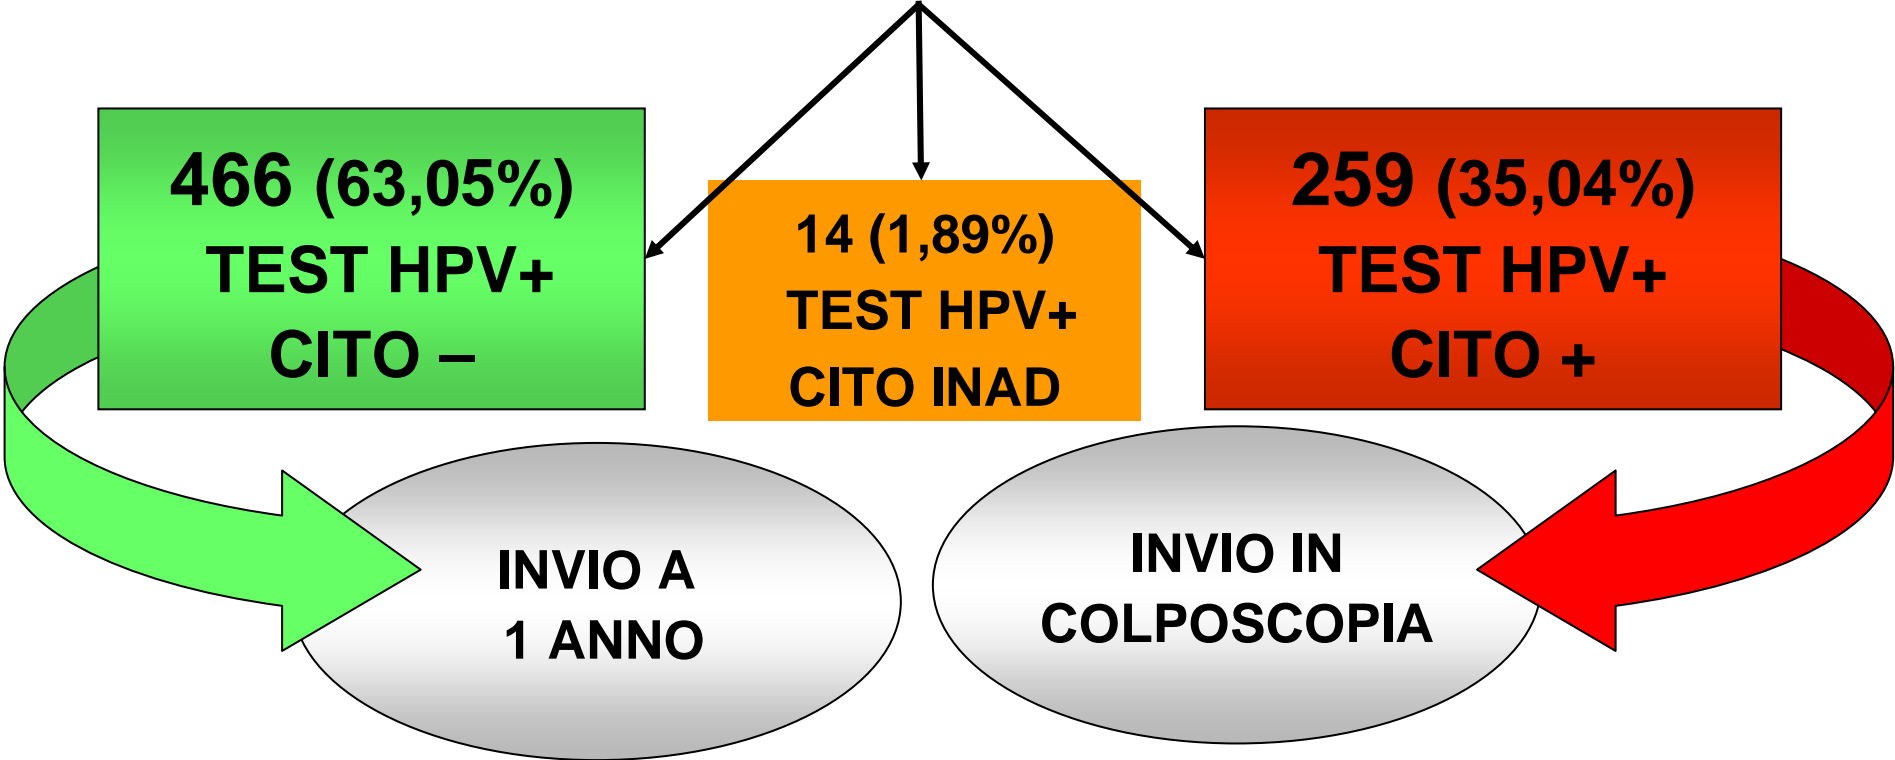 466 (63,05%)
TEST HPV+
CITO –
14 (1,89%)
TEST HPV+
CITO INAD
259 (35,04%)
TEST HPV+
CITO +
INVIO A
1 ANNO
INVIO IN
COLPOSCOPIA